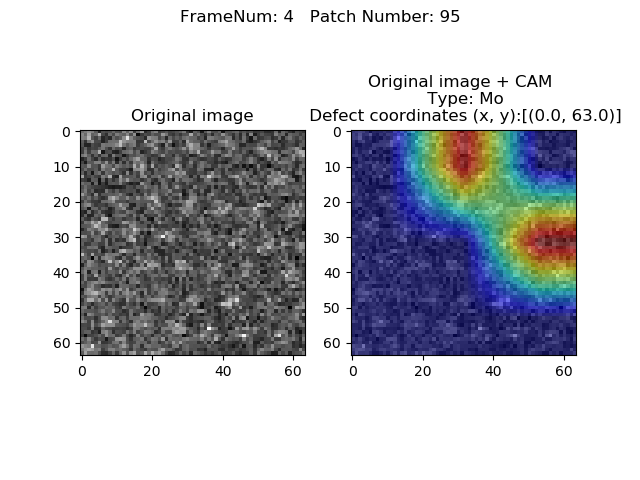 FrameNum: 4   Patch Number: 95
Original image
Original image + CAM
Type: Mo
Defect coordinates (x, y):[(0.0, 63.0)]
0
10
20
30
40
50
60
0 20 40 60
0
10
20
30
40
50
60
0 20 40 60